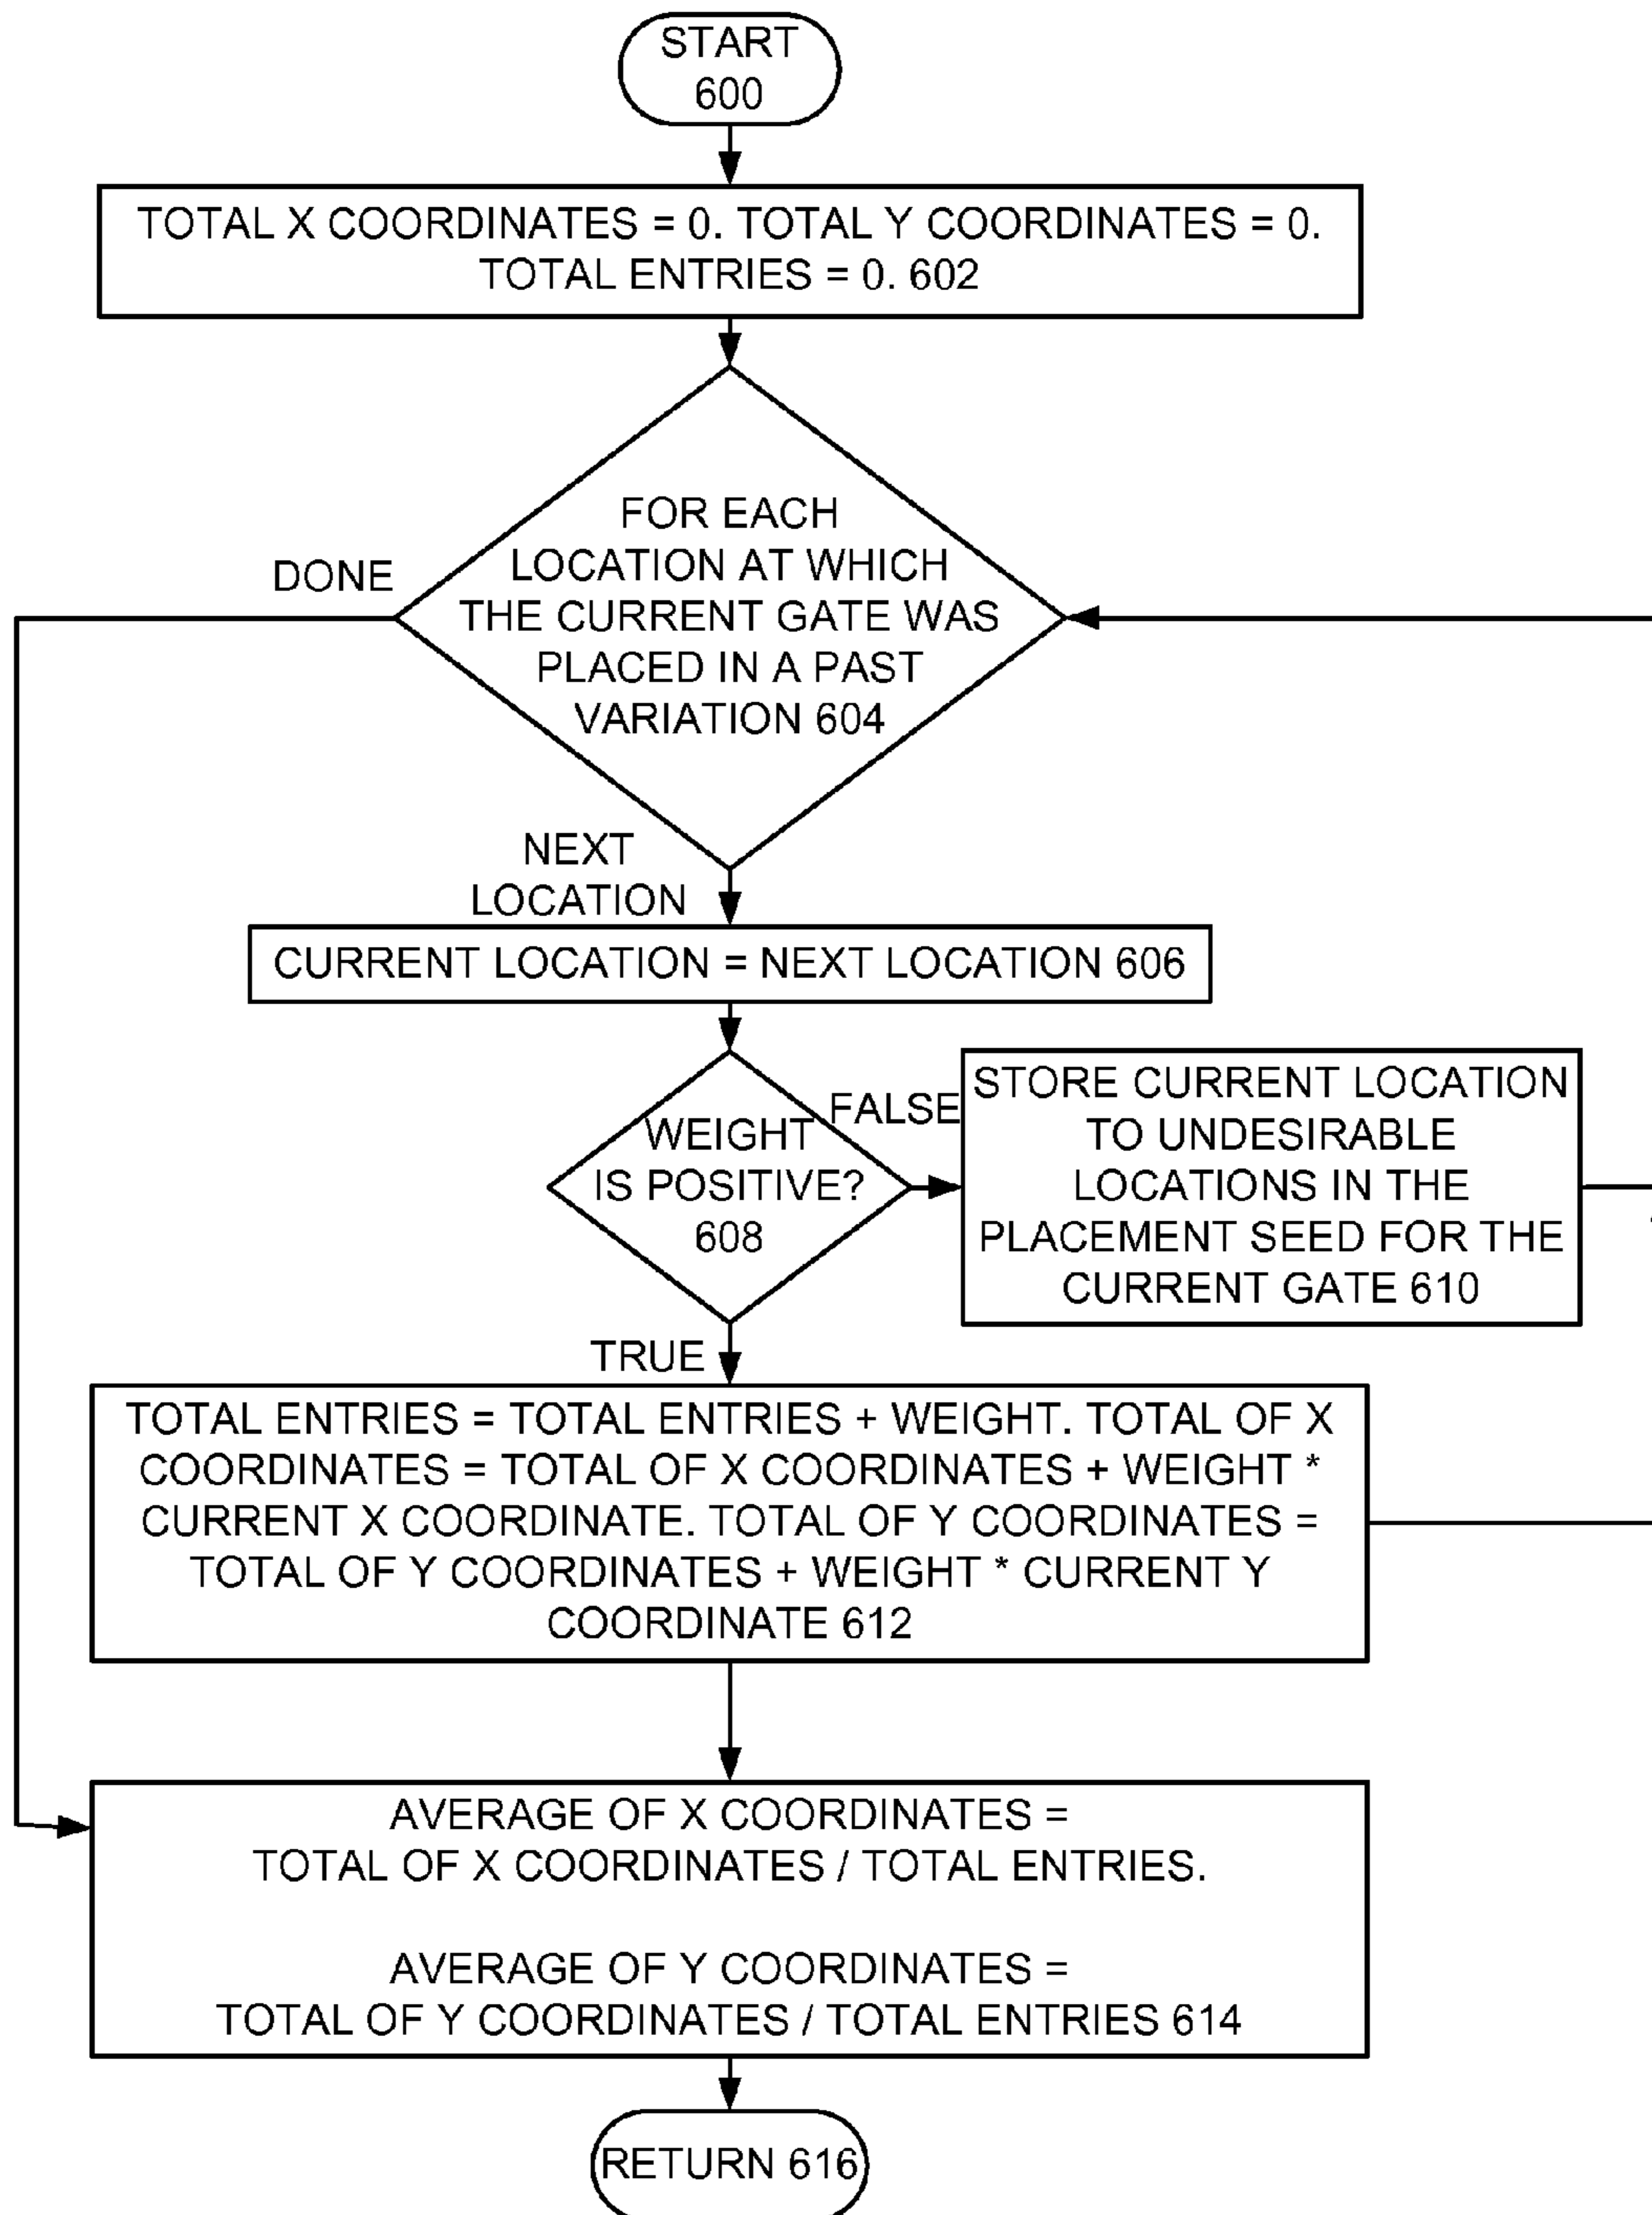 START
600
TOTAL X COORDINATES = 0. TOTAL Y COORDINATES = 0.
TOTAL ENTRIES = 0. 602
FOR EACH
LOCATION AT WHICH
THE CURRENT GATE WAS
PLACED IN A PAST
VARIATION 604
DONE
NEXT
LOCATION
CURRENT LOCATION = NEXT LOCATION 606
WEIGHT
IS POSITIVE?
608
FALSE
STORE CURRENT LOCATION
TO UNDESIRABLE
LOCATIONS IN THE
PLACEMENT SEED FOR THE
CURRENT GATE 610
TRUE
TOTAL ENTRIES = TOTAL ENTRIES + WEIGHT. TOTAL OF X
COORDINATES = TOTAL OF X COORDINATES + WEIGHT *
CURRENT X COORDINATE. TOTAL OF Y COORDINATES =
TOTAL OF Y COORDINATES + WEIGHT * CURRENT Y
COORDINATE 612
AVERAGE OF X COORDINATES =
TOTAL OF X COORDINATES / TOTAL ENTRIES.
AVERAGE OF Y COORDINATES =
TOTAL OF Y COORDINATES / TOTAL ENTRIES 614
RETURN 616